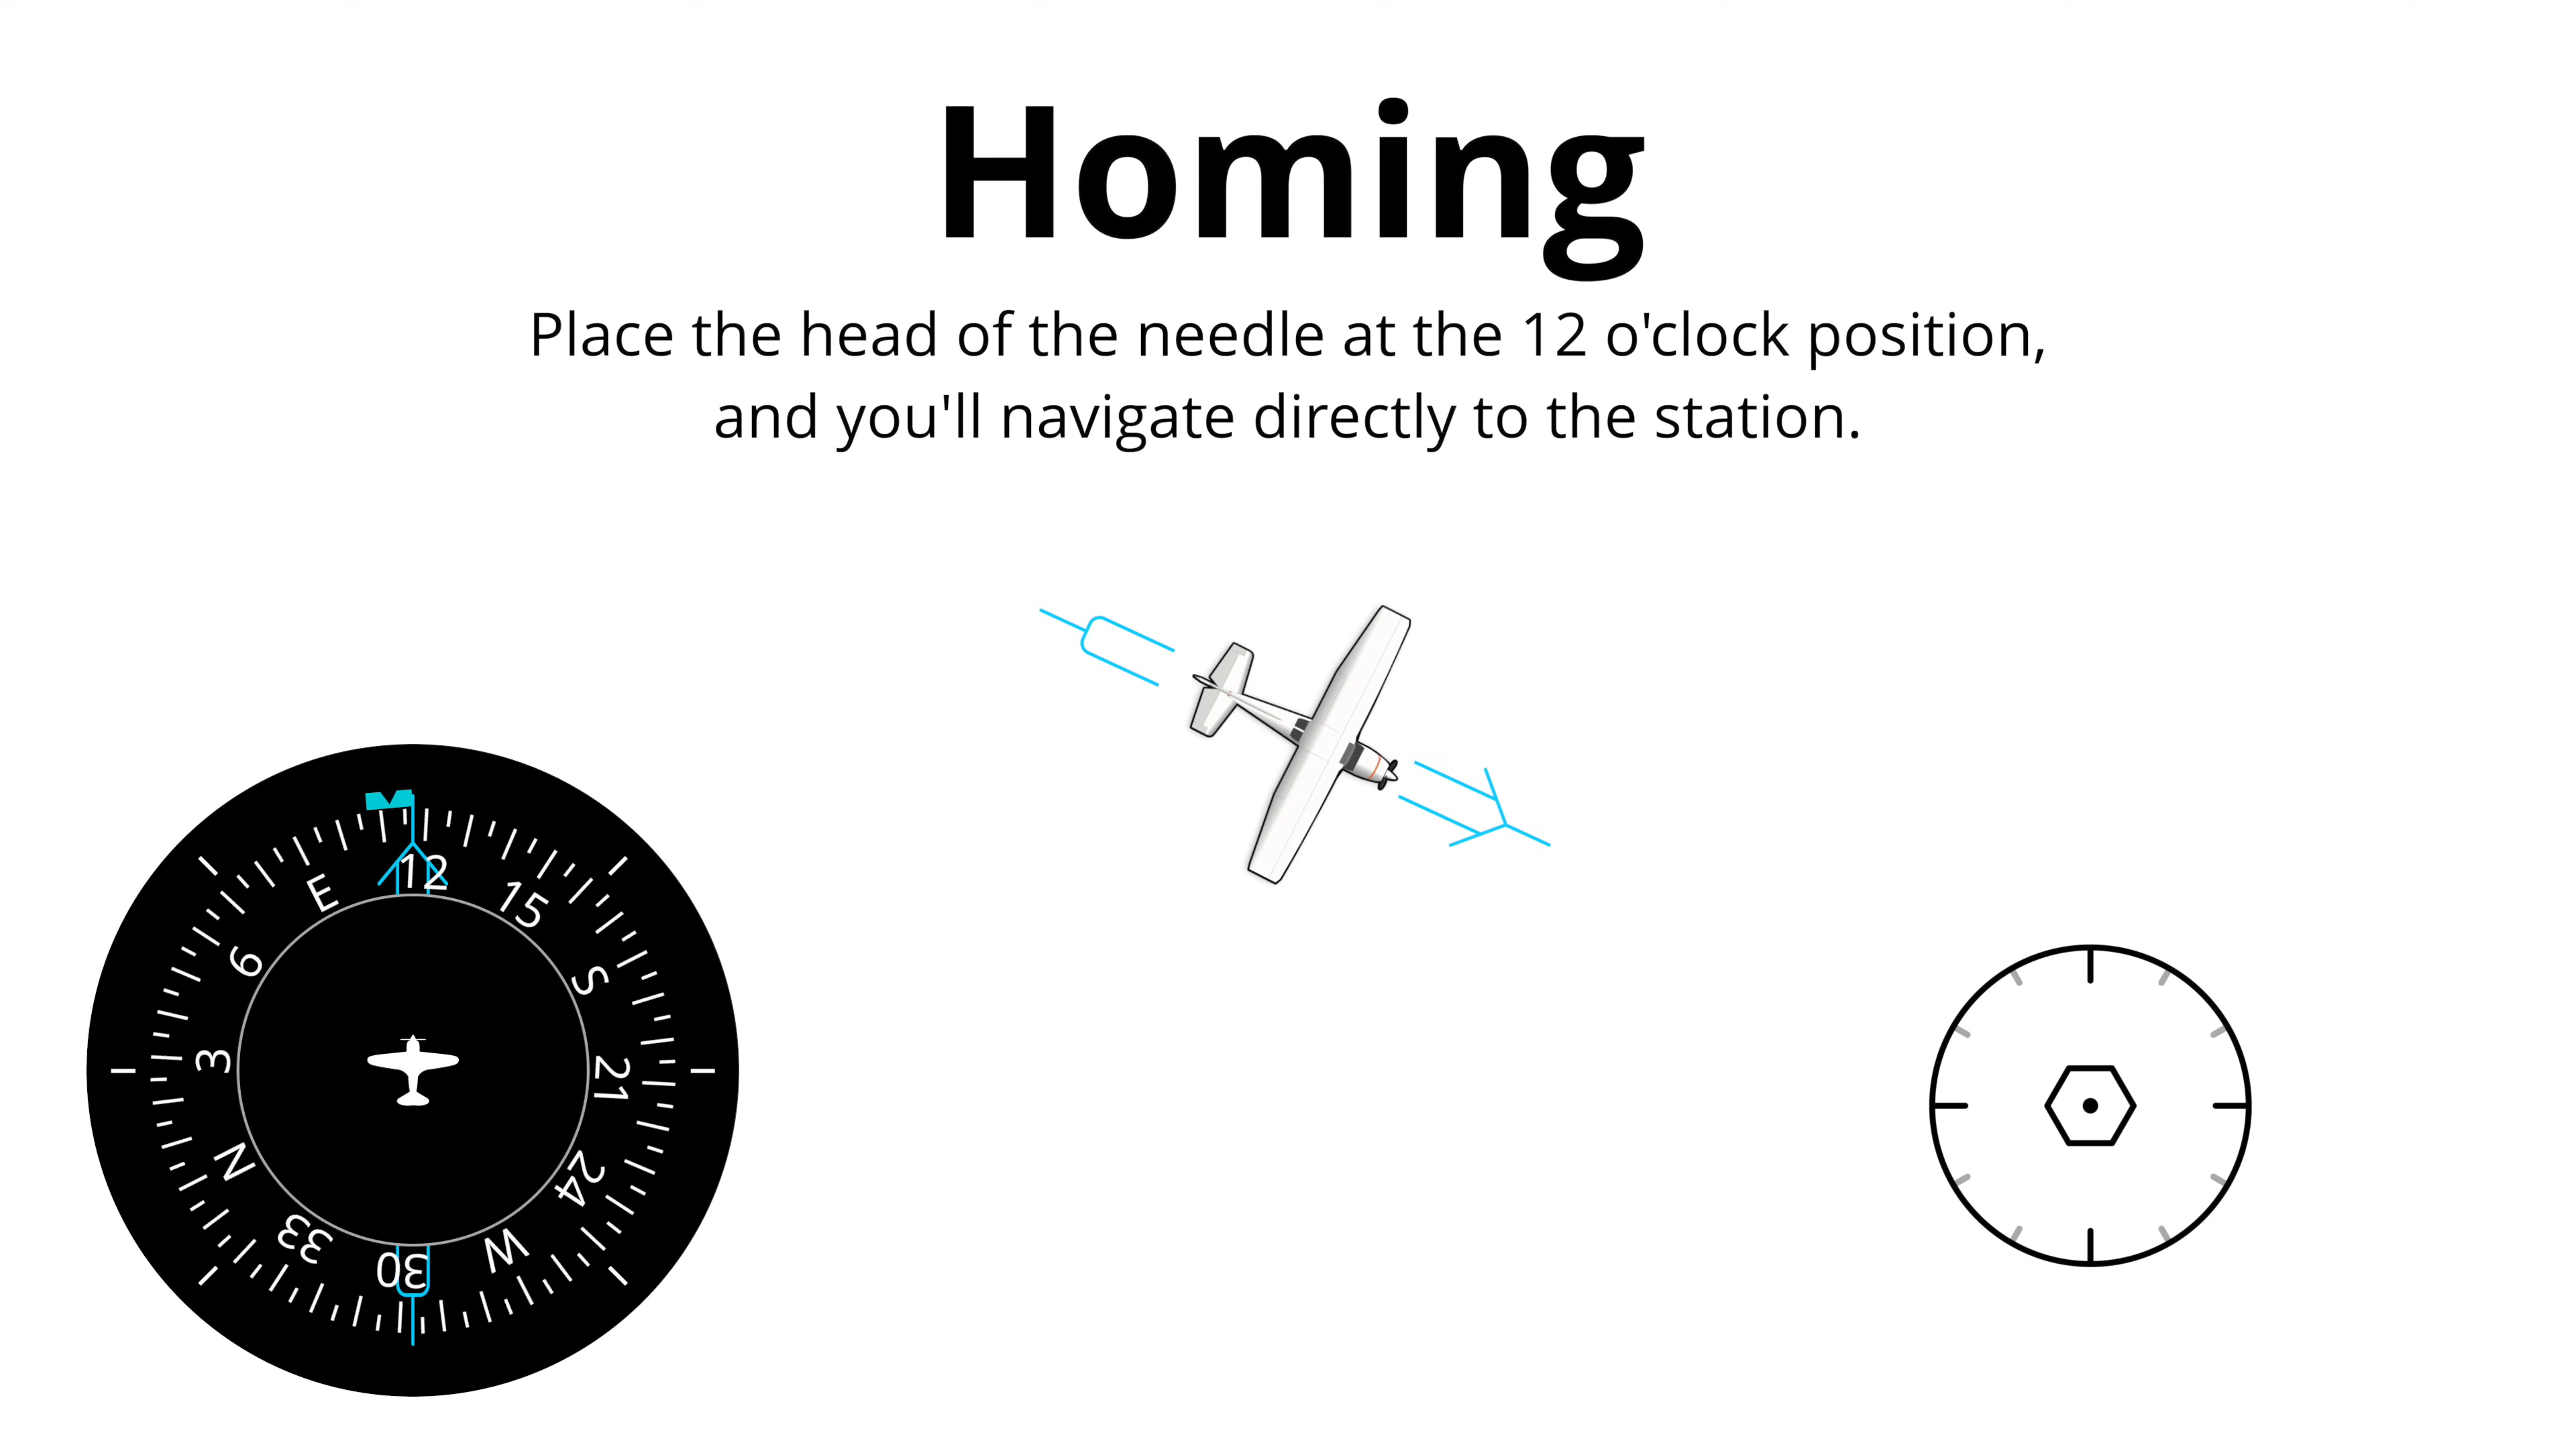 Homing
Place the head of the needle at the 12 o'clock position,
and you'll navigate directly to the station.
12
15
S
21
24
W
30
33
N
3
6
E